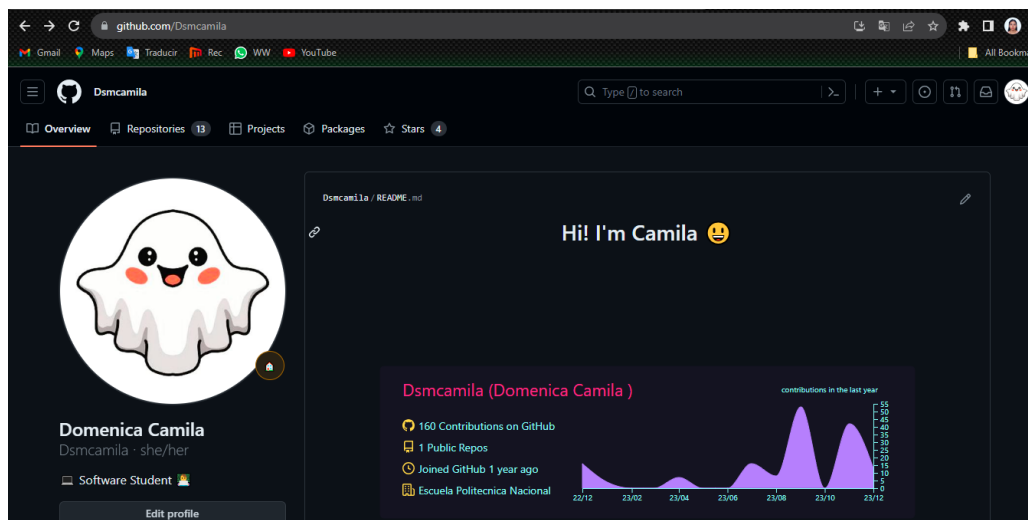 github.com/Dsmcamila
Gmail Maps Traducir Rec WW YouTube All Bookma
Dsmcamila Type / to search
Overview Repositories 13 Projects Packages Stars 4
Dsmcamila / README.md
Hi! I'm Camila
Domenica Camila
Dsmcamila · she/her
Software Student
Edit profile
Dsmcamila (Domenica Camila )
160 Contributions on GitHub
1 Public Repos
Joined GitHub 1 year ago
Escuela Politecnica Nacional
contributions in the last year
55
50
45
40
35
30
25
20
15
10
5
0
22/12 23/02 23/04 23/06 23/08 23/10 23/12